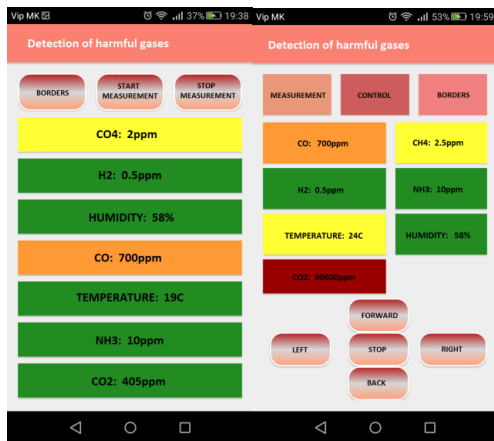 Vip MK 37% 19:38
Detection of harmful gases
BORDERS
START
MEASUREMENT
STOP
MEASUREMENT
CO4: 2ppm
H2: 0.5ppm
HUMIDITY: 58%
CO: 700ppm
TEMPERATURE: 19C
NH3: 10ppm
CO2: 405ppm
Vip MK 53% 19:59
Detection of harmful gases
MEASUREMENT CONTROL BORDERS
CO: 700ppm CH4: 2.5ppm
H2: 0.5ppm NH3: 10ppm
TEMPERATURE: 24C HUMIDITY: 58%
CO2: 90600ppm
FORWARD
LEFT STOP RIGHT
BACK